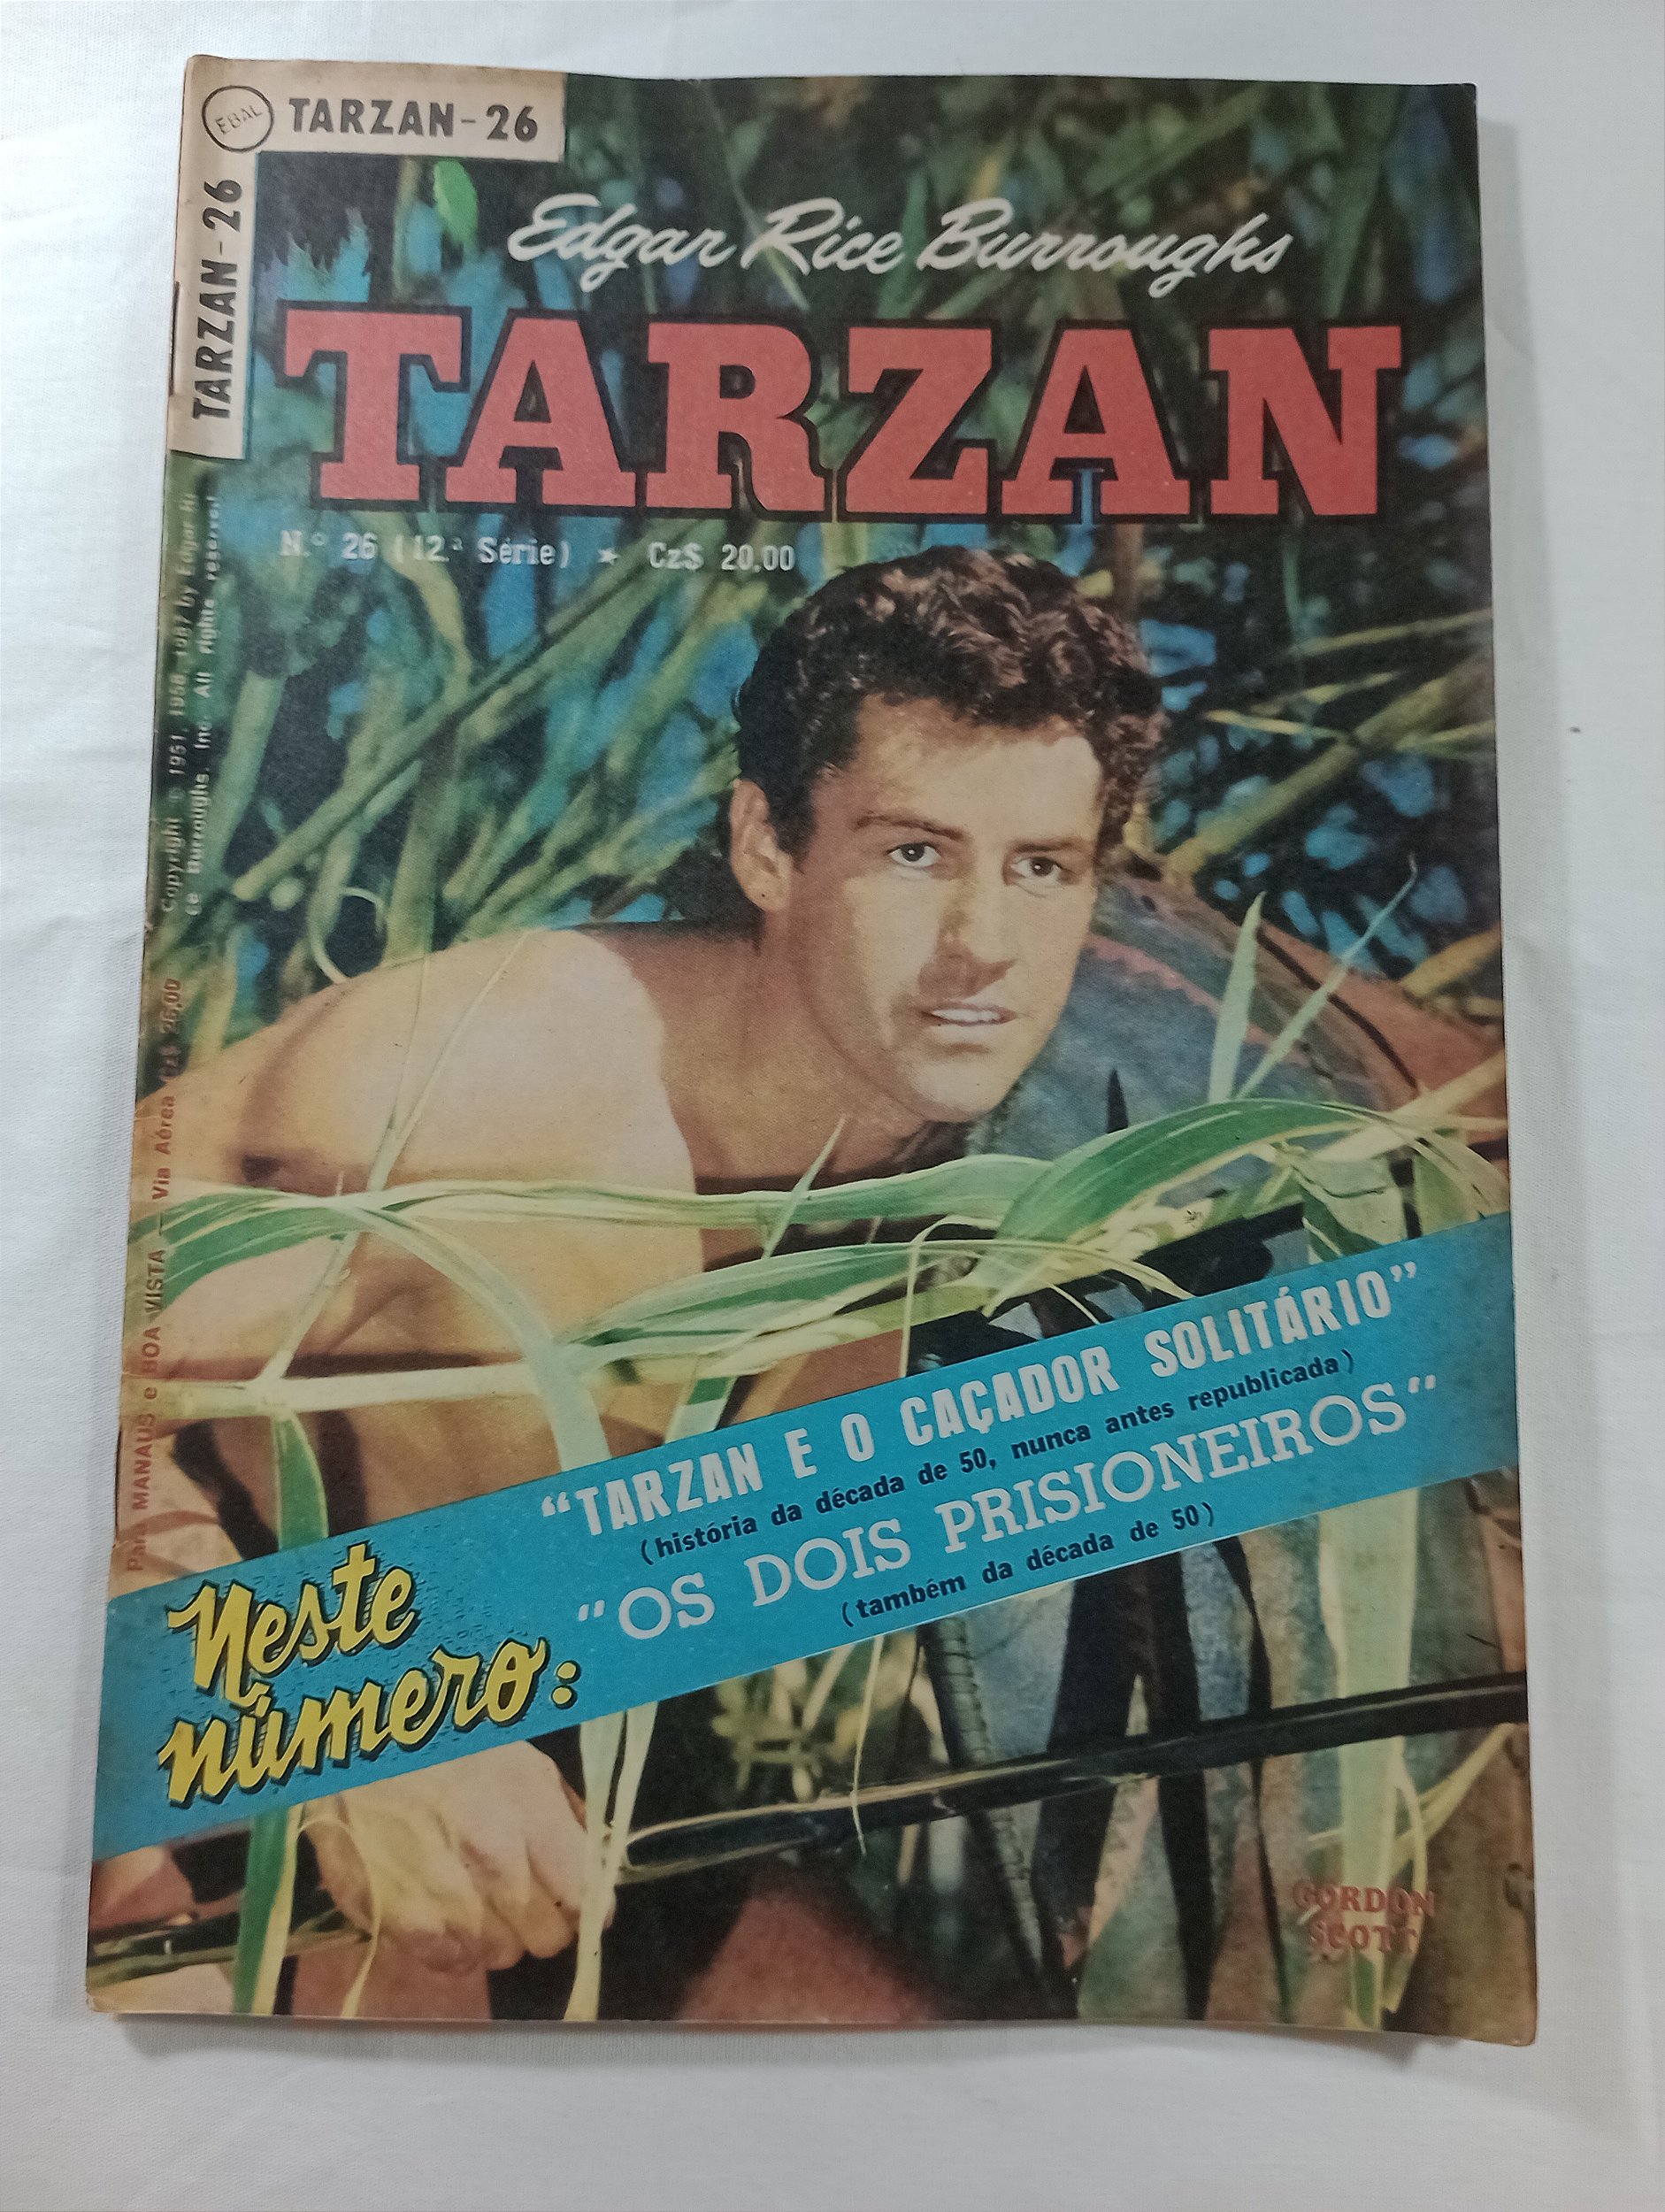 EBAL
TARZAN-26
TARZAN-26
Edgar Rice Burroughs
TARZAN
N.º 26 (12.ª Série) ★ Cz$ 20,00
Copyright © 1951, 1958, 1987 by Edgar Ri
ce Burroughs, Inc. All rights reserved
Para MANAUS e BOA VISTA — Via Aérea Cz$ 26,00
Neste
número:
"TARZAN E O CAÇADOR SOLITÁRIO"
(história da década de 50, nunca antes republicada)
"OS DOIS PRISIONEIROS"
(também da década de 50)
GORDON
SCOTT